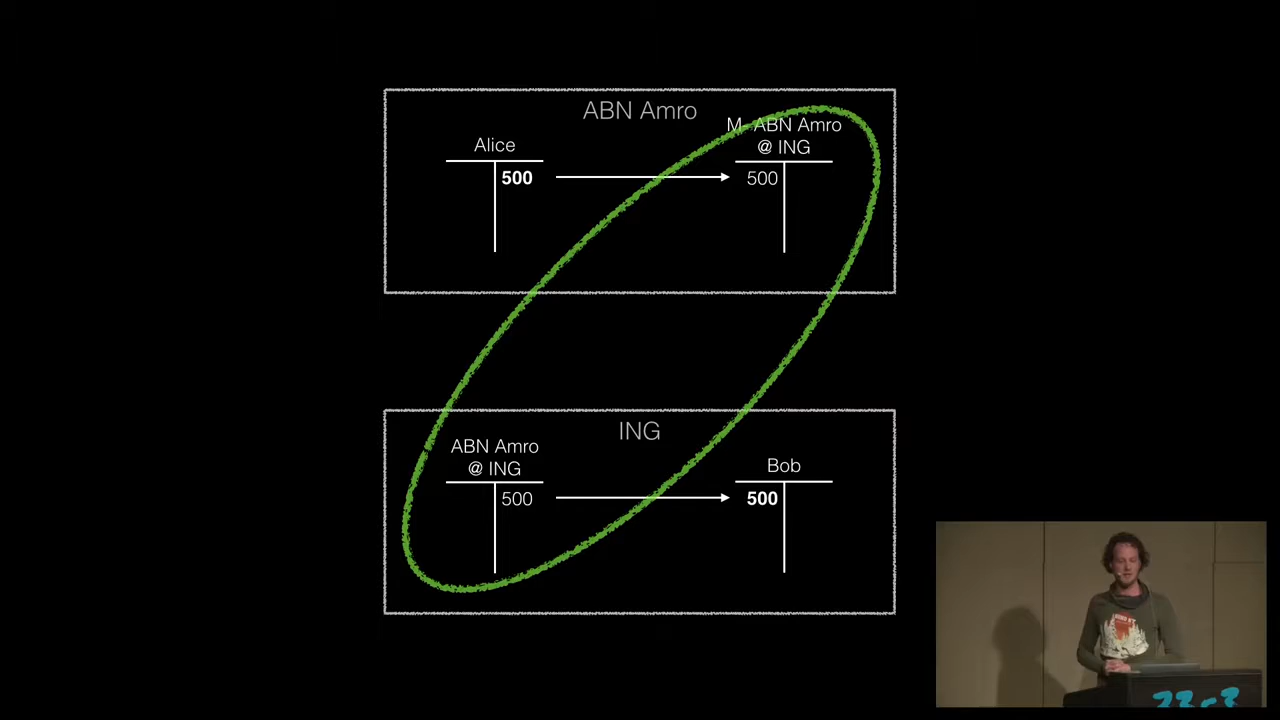 ABN Amro
M- ABN Amro
@ ING
Alice
500
500
ING
ABN Amro
@ ING
Bob
500
500